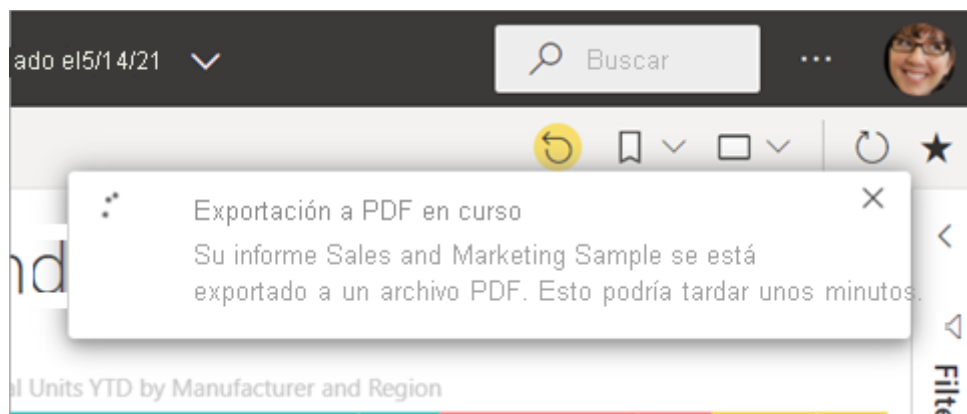 ado el5/14/21
Buscar
Exportación a PDF en curso
Su informe Sales and Marketing Sample se está
exportado a un archivo PDF. Esto podría tardar unos minutos.
nd
al Units YTD by Manufacturer and Region
Filte